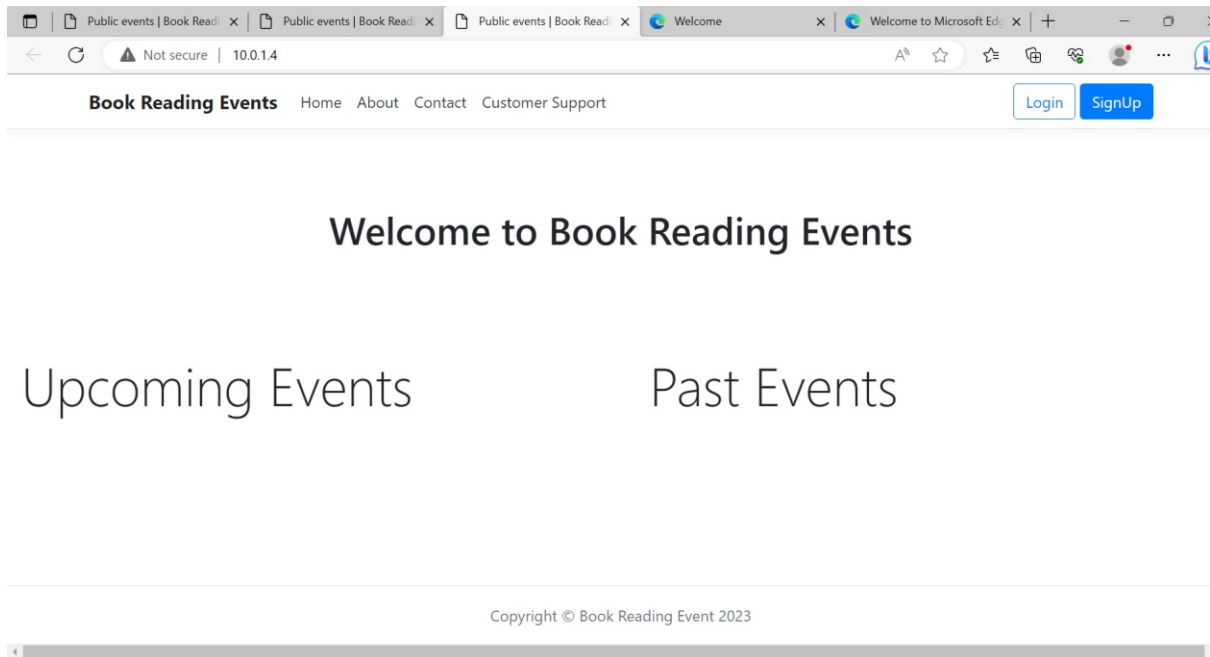 Public events | Book Readi Public events | Book Readi Public events | Book Readi Welcome Welcome to Microsoft Edg
Not secure | 10.0.1.4
Book Reading Events Home About Contact Customer Support Login SignUp
Welcome to Book Reading Events
Upcoming Events Past Events
Copyright © Book Reading Event 2023